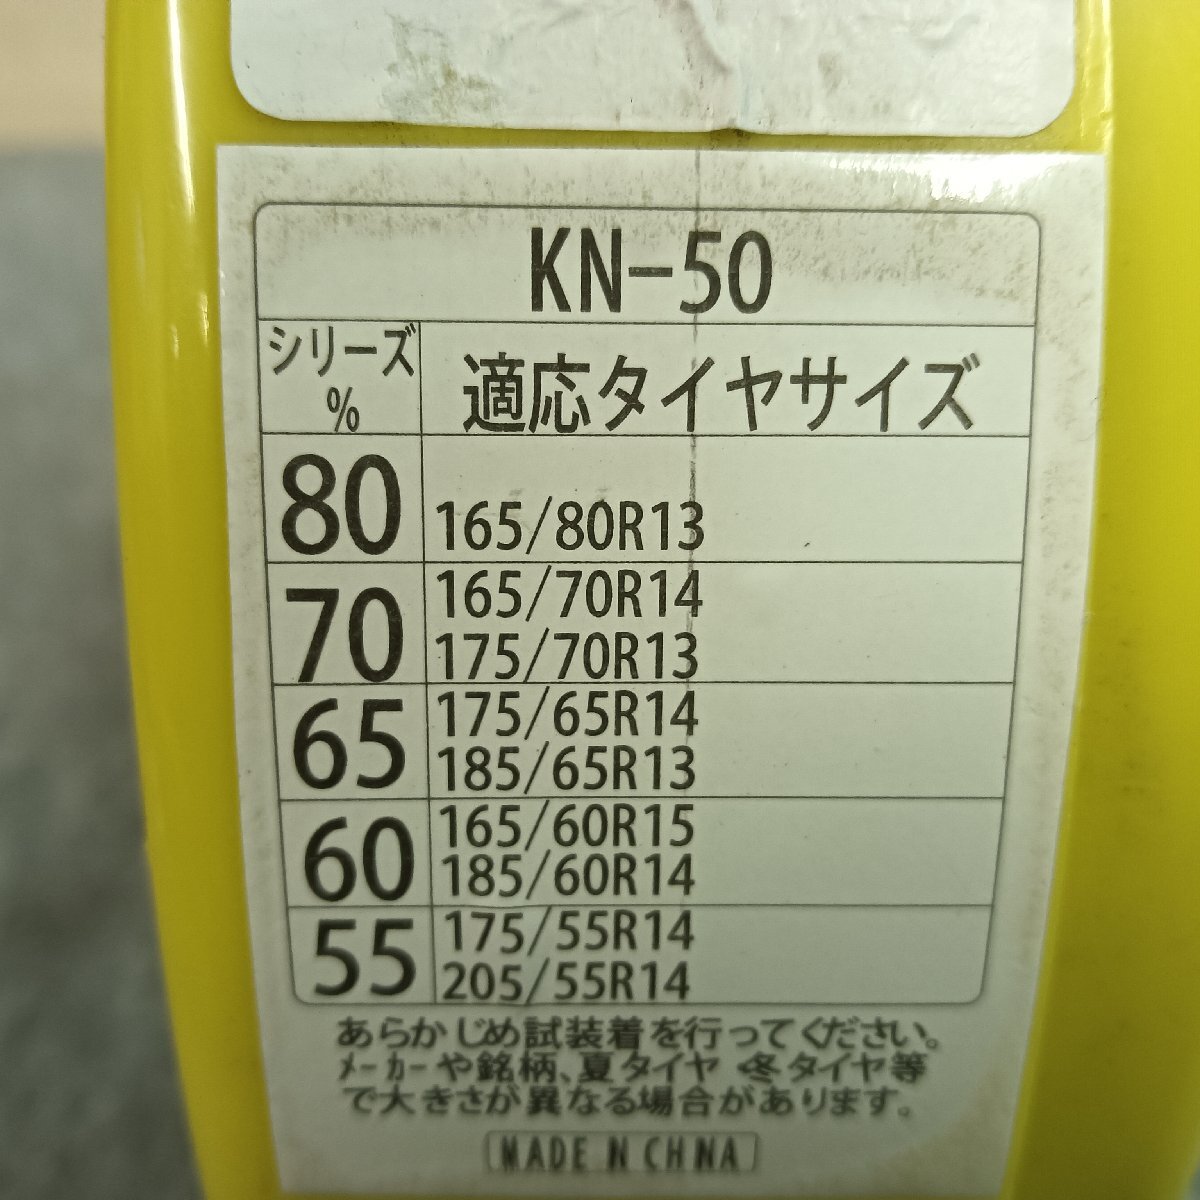 KN-50
シリーズ
%
適応タイヤサイズ
80
165/80R13
70
165/70R14
175/70R13
65
175/65R14
185/65R13
60
165/60R15
185/60R14
55
175/55R14
205/55R14
あらかじめ試装着を行ってください。
メーカーや銘柄、夏タイヤ・冬タイヤ等
で大きさが異なる場合があります。
MADE IN CHINA